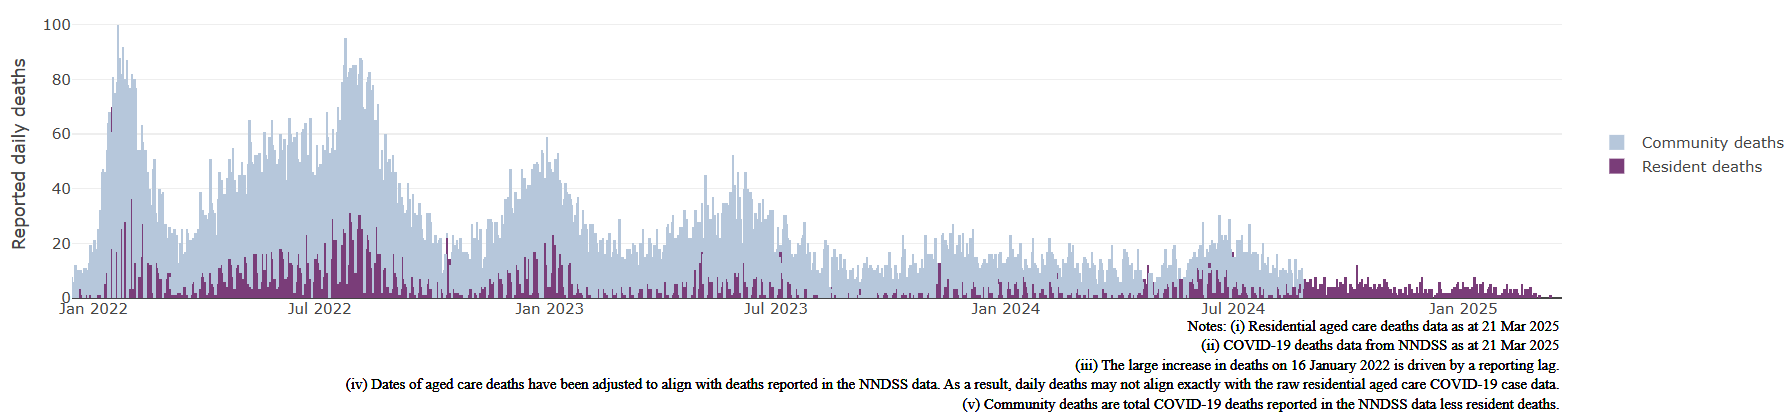 Reported daily deaths
100
80
60
40
20
0
Jan 2022
Jul 2022
Jan 2023
Jul 2023
Jan 2024
Jul 2024
Jan 2025
Community deaths
Resident deaths
Notes: (i) Residential aged care deaths data as at 21 Mar 2025
(ii) COVID-19 deaths data from NNDSS as at 21 Mar 2025
(iii) The large increase in deaths on 16 January 2022 is driven by a reporting lag.
(iv) Dates of aged care deaths have been adjusted to align with deaths reported in the NNDSS data. As a result, daily deaths may not align exactly with the raw residential aged care COVID-19 case data.
(v) Community deaths are total COVID-19 deaths reported in the NNDSS data less resident deaths.